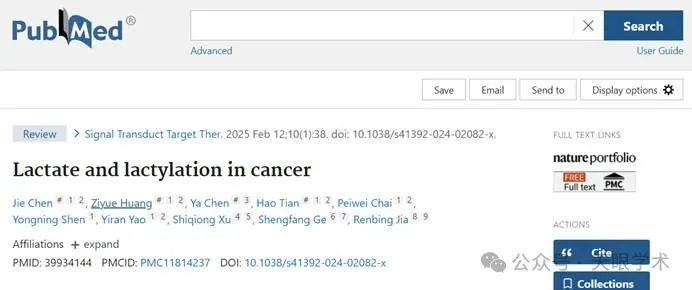 PubMed®
Search
Advanced
User Guide
Save
Email
Send to
Display options
Review
Signal Transduct Target Ther. 2025 Feb 12;10(1):38. doi: 10.1038/s41392-024-02082-x.
FULL TEXT LINKS
Lactate and lactylation in cancer
nature portfolio
FREE
Full text
PMC
Jie Chen # 1 2, Ziyue Huang # 1 2, Ya Chen # 3, Hao Tian # 1 2, Peiwei Chai 1 2,
Yongning Shen 1, Yiran Yao 1 2, Shiqiong Xu 4 5, Shengfang Ge 6 7, Renbing Jia 8 9
ACTIONS
Affiliations + expand
Cite
PMID: 39934144 PMCID: PMC11814237 DOI: 10.1038/s41392-024-02082-x
公众号 · 天眼学术
Collections